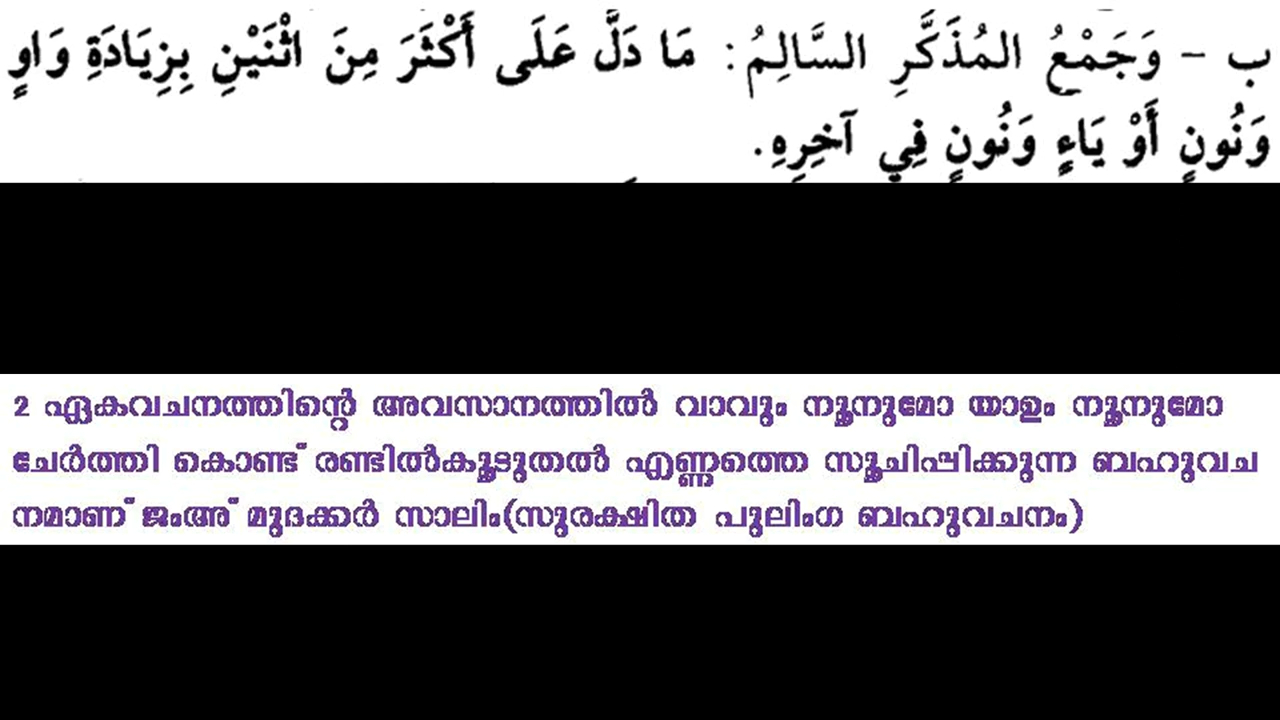 ب - وَجَمْعُ المُذَكَّرِ السَّالِمُ: مَا دَلَّ عَلَى أَكْثَرَ مِنَ اثْنَيْنِ بِزِيَادَةِ وَاوٍ
وَنُونٍ أَوْ يَاءٍ وَنُونٍ فِي آخِرِهِ.
2 ഏകവചനത്തിന്റെ അവസാനത്തിൽ വാവും നൂനുമോ യാഉം നൂനുമോ
ചേർത്തി കൊണ്ട് രണ്ടിൽകൂടുതൽ എണ്ണത്തെ സൂചിപ്പിക്കുന്ന ബഹുവച
നമാണ് ജംഅ് മുദക്കർ സാലിം(സുരക്ഷിത പുലിംഗ ബഹുവചനം)